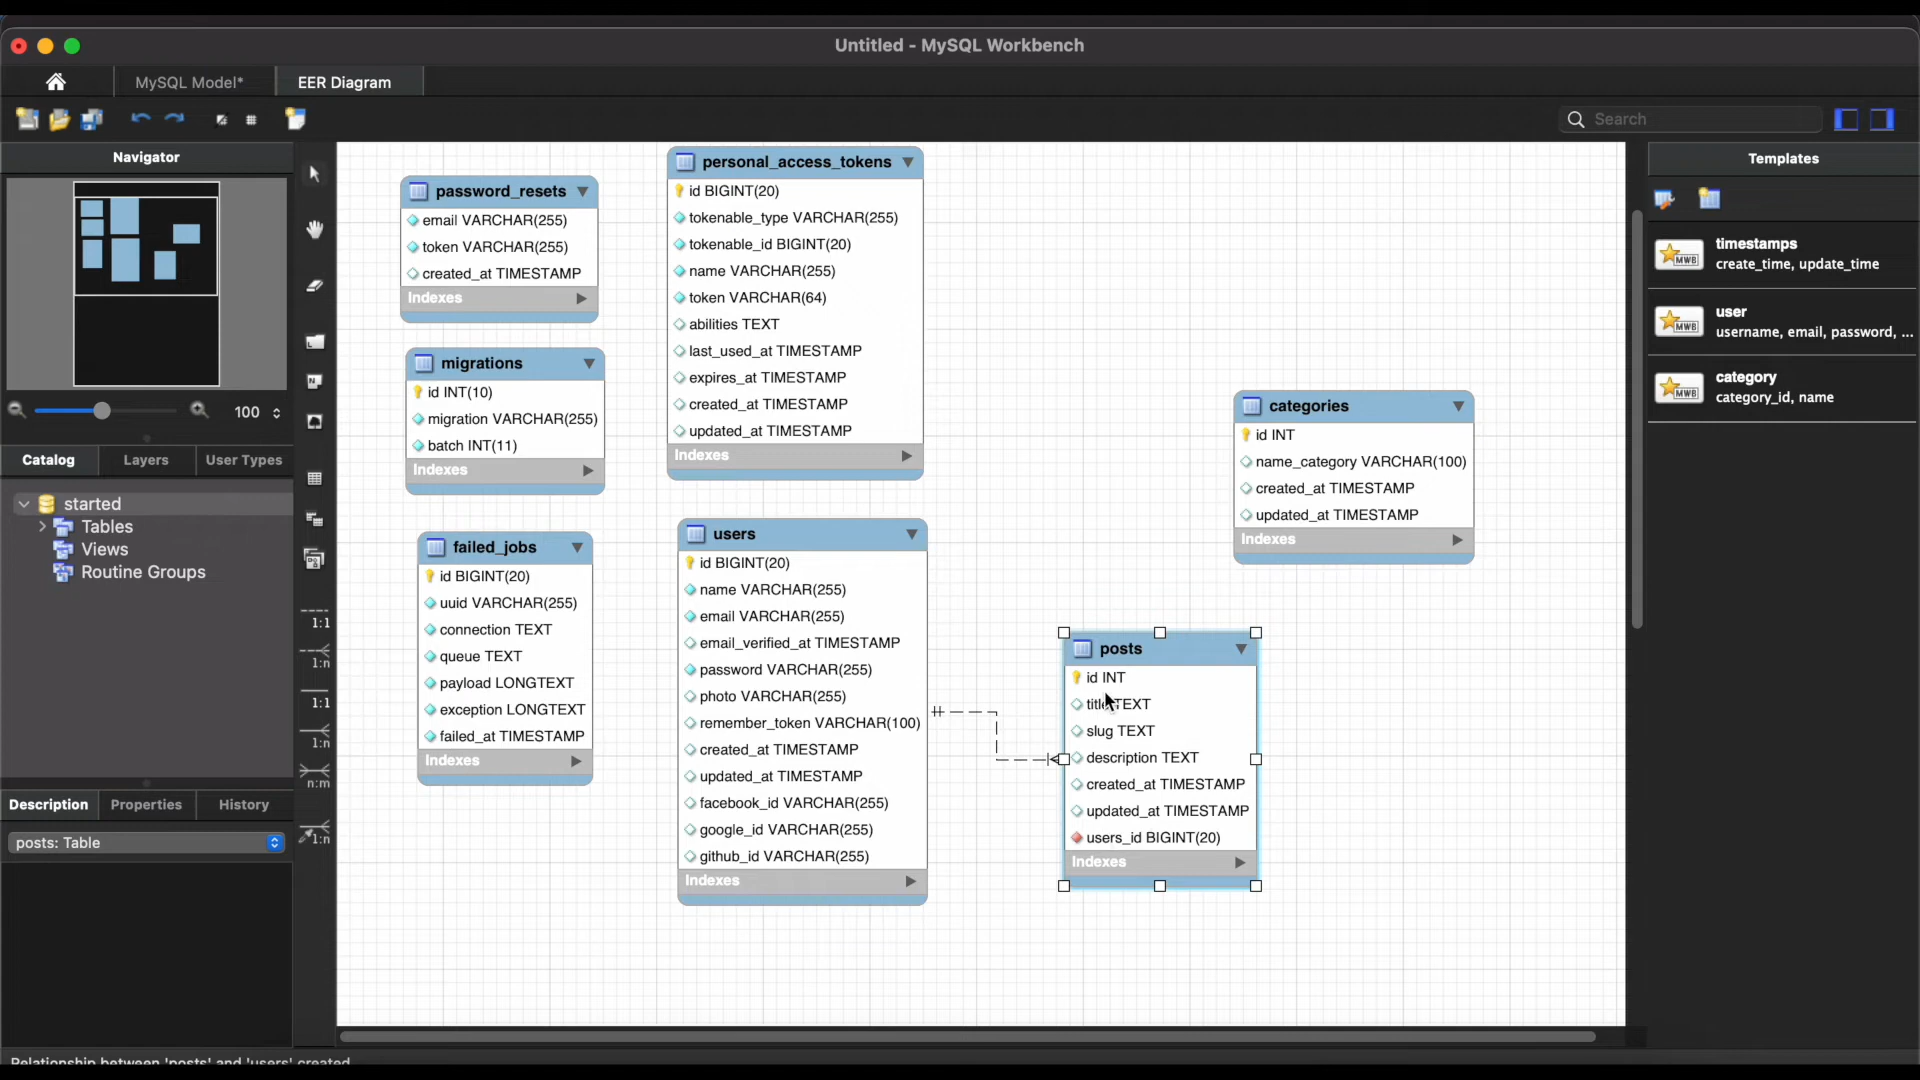 Untitled - MySQL Workbench
MySQL Model*
EER Diagram
Search
Navigator
100
Catalog
Layers
User Types
started
Tables
Views
Routine Groups
Description
Properties
History
posts: Table
Relationship between 'posts' and 'users' created
1:1
1:n
1:1
1:n
n:m
1:n
password_resets
email VARCHAR(255)
token VARCHAR(255)
created_at TIMESTAMP
Indexes
migrations
id INT(10)
migration VARCHAR(255)
batch INT(11)
Indexes
failed_jobs
id BIGINT(20)
uuid VARCHAR(255)
connection TEXT
queue TEXT
payload LONGTEXT
exception LONGTEXT
failed_at TIMESTAMP
Indexes
personal_access_tokens
id BIGINT(20)
tokenable_type VARCHAR(255)
tokenable_id BIGINT(20)
name VARCHAR(255)
token VARCHAR(64)
abilities TEXT
last_used_at TIMESTAMP
expires_at TIMESTAMP
created_at TIMESTAMP
updated_at TIMESTAMP
Indexes
users
id BIGINT(20)
name VARCHAR(255)
email VARCHAR(255)
email_verified_at TIMESTAMP
password VARCHAR(255)
photo VARCHAR(255)
remember_token VARCHAR(100)
created_at TIMESTAMP
updated_at TIMESTAMP
facebook_id VARCHAR(255)
google_id VARCHAR(255)
github_id VARCHAR(255)
Indexes
categories
id INT
name_category VARCHAR(100)
created_at TIMESTAMP
updated_at TIMESTAMP
Indexes
posts
id INT
title TEXT
slug TEXT
description TEXT
created_at TIMESTAMP
updated_at TIMESTAMP
users_id BIGINT(20)
Indexes
Templates
MWB
timestamps
create_time, update_time
MWB
user
username, email, password, ...
MWB
category
category_id, name